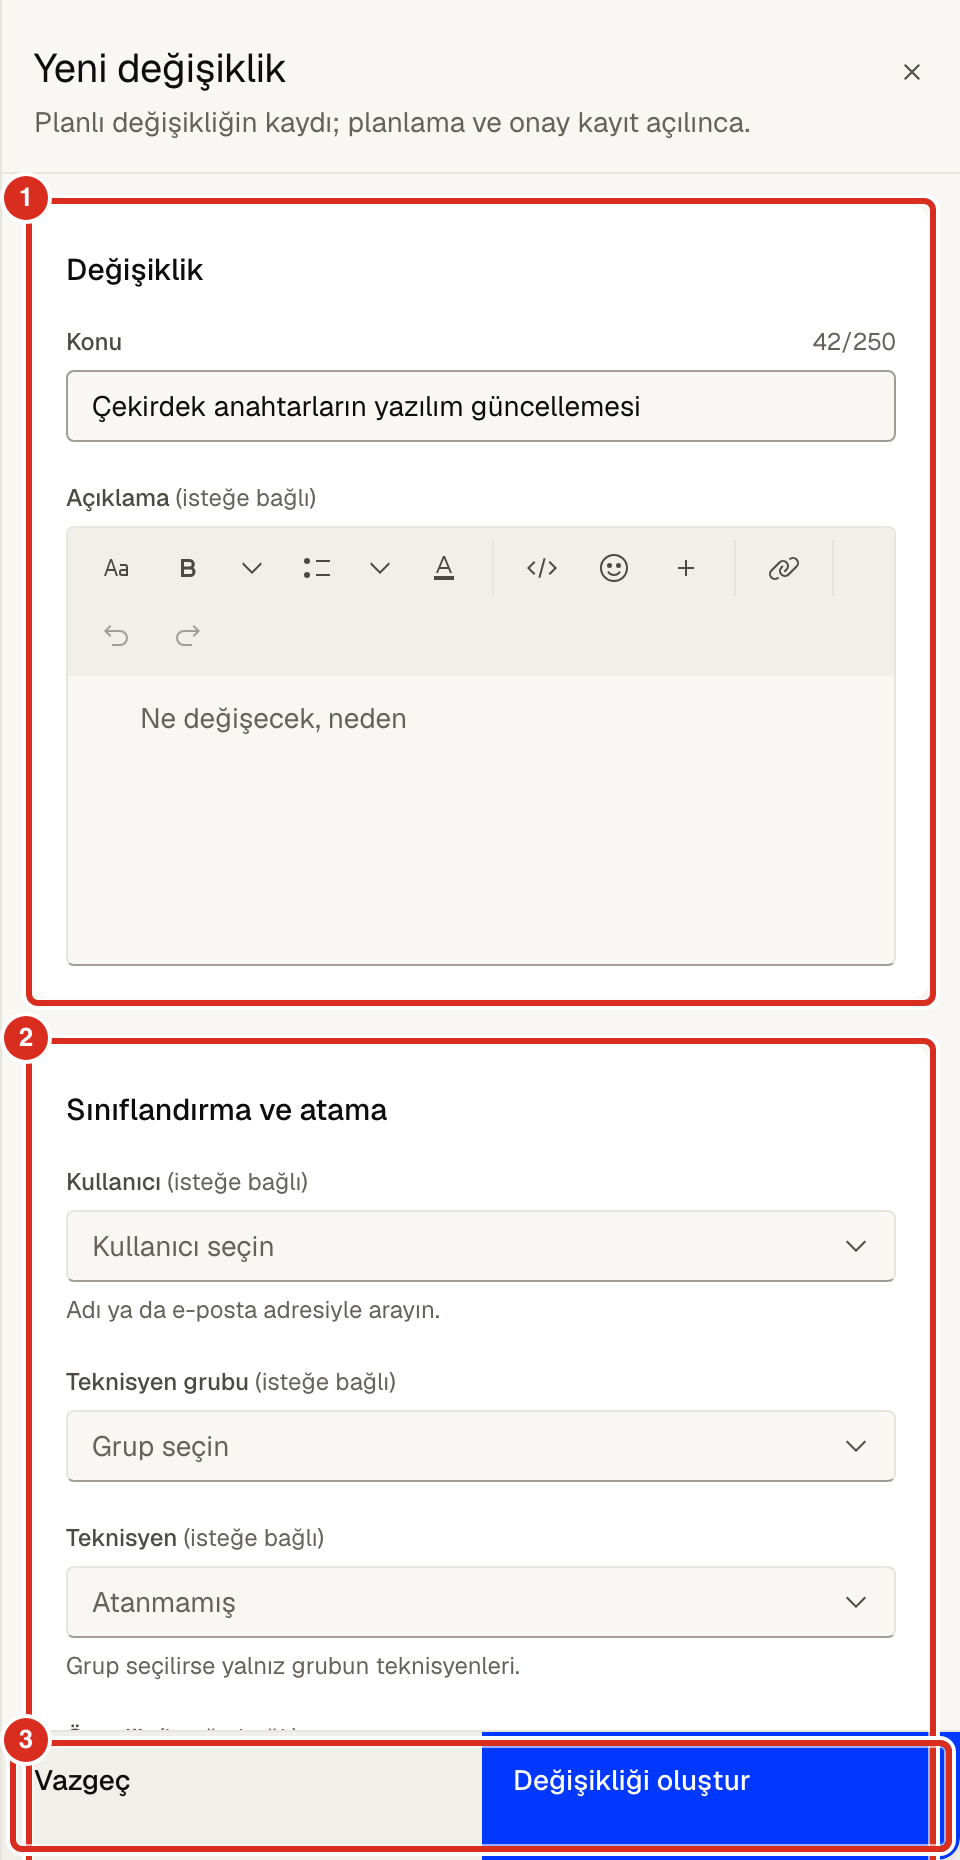 Yeni değişiklik
Planlı değişikliğin kaydı; planlama ve onay kayıt açılınca.
1
Değişiklik
Konu 42/250
Çekirdek anahtarların yazılım güncellemesi
Açıklama (isteğe bağlı)
Aa B A </> +
Ne değişecek, neden
2
Sınıflandırma ve atama
Kullanıcı (isteğe bağlı)
Kullanıcı seçin
Adı ya da e-posta adresiyle arayın.
Teknisyen grubu (isteğe bağlı)
Grup seçin
Teknisyen (isteğe bağlı)
Atanmamış
Grup seçilirse yalnız grubun teknisyenleri.
3
Vazgeç Değişikliği oluştur